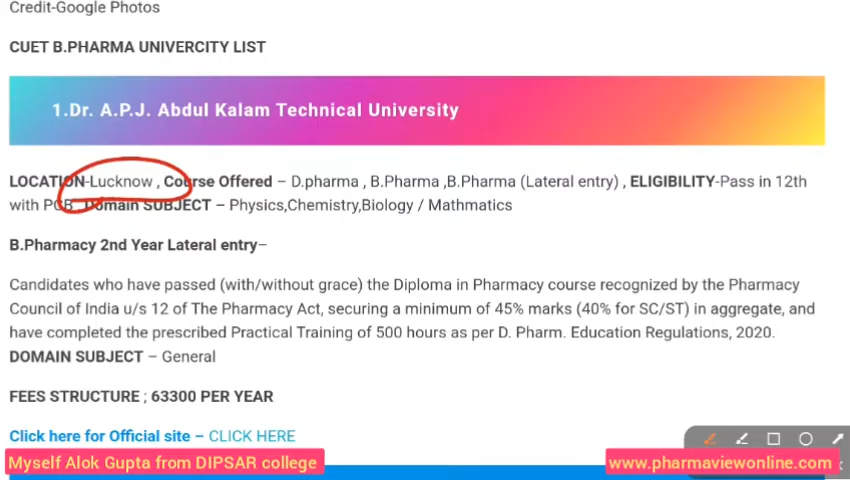 Credit-Google Photos
CUET B.PHARMA UNIVERCITY LIST
1.Dr. A.P.J. Abdul Kalam Technical University
LOCATION-Lucknow , Course Offered – D.pharma , B.Pharma ,B.Pharma (Lateral entry) , ELIGIBILITY-Pass in 12th
with PCB , Domain SUBJECT – Physics,Chemistry,Biology / Mathmatics
B.Pharmacy 2nd Year Lateral entry–
Candidates who have passed (with/without grace) the Diploma in Pharmacy course recognized by the Pharmacy
Council of India u/s 12 of The Pharmacy Act, securing a minimum of 45% marks (40% for SC/ST) in aggregate, and
have completed the prescribed Practical Training of 500 hours as per D. Pharm. Education Regulations, 2020.
DOMAIN SUBJECT – General
FEES STRUCTURE ; 63300 PER YEAR
Click here for Official site – CLICK HERE
Myself Alok Gupta from DIPSAR college
www.pharmaviewonline.com